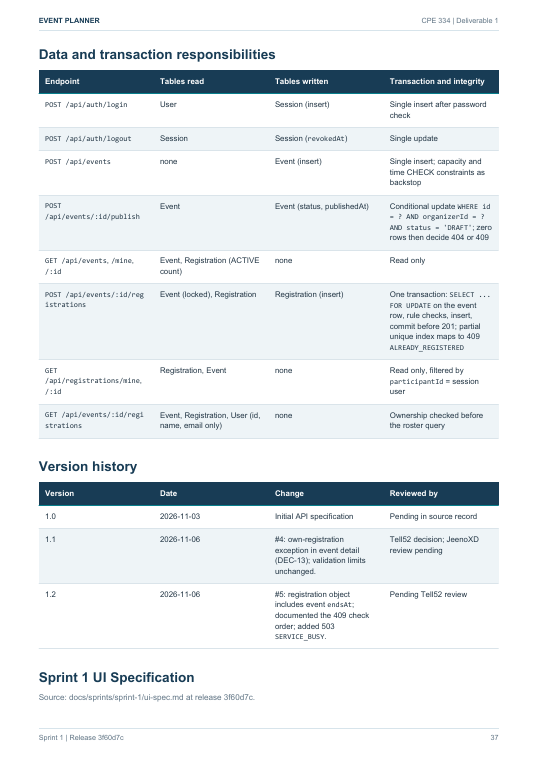 EVENT PLANNER
CPE 334 | Deliverable 1
Data and transaction responsibilities
Endpoint Tables read Tables written Transaction and integrity
POST /api/auth/login User Session (insert) Single insert after password
check
POST /api/auth/logout Session Session (revokedAt) Single update
POST /api/events none Event (insert) Single insert; capacity and
time CHECK constraints as
backstop
POST Event Event (status, publishedAt) Conditional update WHERE id
/api/events/:id/publish = ? AND organizerId = ?
AND status = 'DRAFT'; zero
rows then decide 404 or 409
GET /api/events, /mine, Event, Registration (ACTIVE none Read only
/:id count)
POST /api/events/:id/reg Event (locked), Registration Registration (insert) One transaction: SELECT ...
istrations FOR UPDATE on the event
row, rule checks, insert,
commit before 201; partial
unique index maps to 409
ALREADY_REGISTERED
GET Registration, Event none Read only, filtered by
/api/registrations/mine, participantId = session
/:id user
GET /api/events/:id/regi Event, Registration, User (id, none Ownership checked before
strations name, email only) the roster query
Version history
Version Date Change Reviewed by
1.0 2026-11-03 Initial API specification Pending in source record
1.1 2026-11-06 #4: own-registration Tell52 decision; JeenoXD
exception in event detail review pending
(DEC-13); validation limits
unchanged.
1.2 2026-11-06 #5: registration object Pending Tell52 review
includes event endsAt;
documented the 409 check
order; added 503
SERVICE_BUSY.
Sprint 1 UI Specification
Source: docs/sprints/sprint-1/ui-spec.md at release 3f60d7c.
Sprint 1 | Release 3f60d7c
37